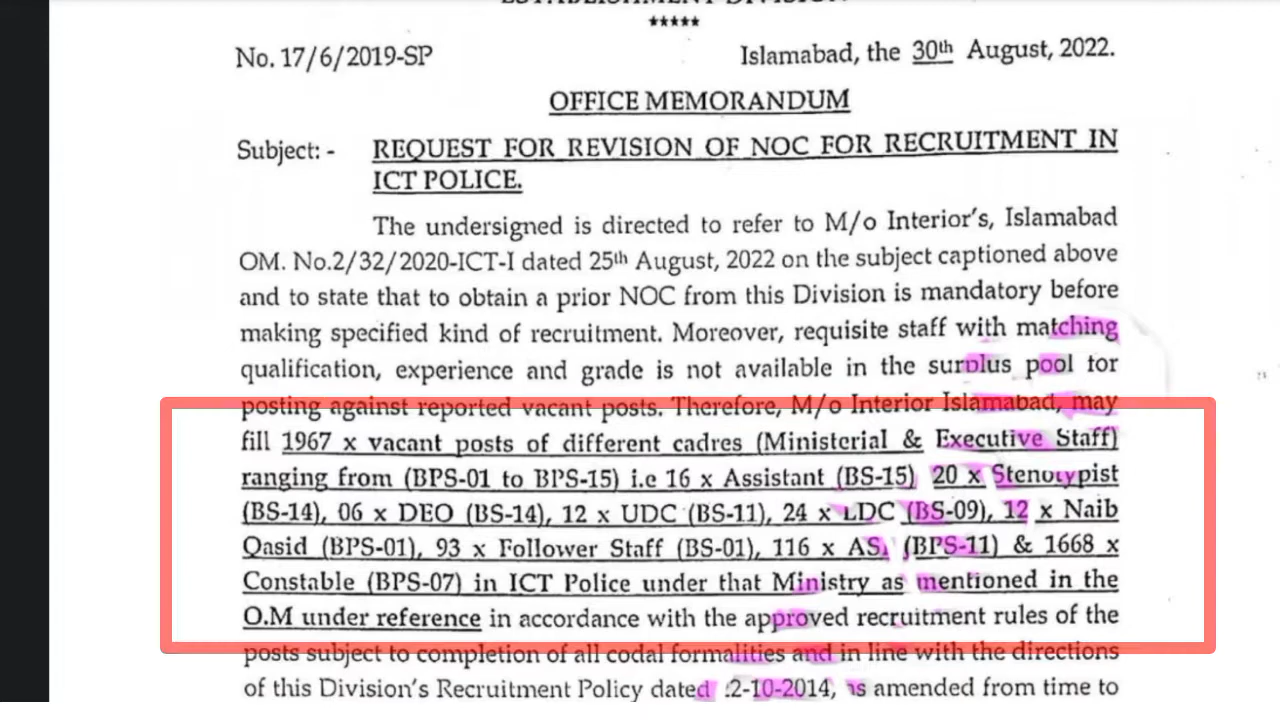 ESTABLISHMENT DIVISION
*****
No. 17/6/2019-SP Islamabad, the 30th August, 2022.
OFFICE MEMORANDUM
Subject: - REQUEST FOR REVISION OF NOC FOR RECRUITMENT IN
ICT POLICE.
The undersigned is directed to refer to M/o Interior's, Islamabad
OM. No.2/32/2020-ICT-I dated 25th August, 2022 on the subject captioned above
and to state that to obtain a prior NOC from this Division is mandatory before
making specified kind of recruitment. Moreover, requisite staff with matching
qualification, experience and grade is not available in the surplus pool for
posting against reported vacant posts. Therefore, M/o Interior Islamabad, may
fill 1967 x vacant posts of different cadres (Ministerial & Executive Staff)
ranging from (BPS-01 to BPS-15) i.e 16 x Assistant (BS-15) 20 x Stenotypist
(BS-14), 06 x DEO (BS-14), 12 x UDC (BS-11), 24 x LDC (BS-09), 12 x Naib
Qasid (BPS-01), 93 x Follower Staff (BS-01), 116 x (BPS-11) & 1668 x
Constable (BPS-07) in ICT Police under that Ministry as mentioned in the
O.M under reference in accordance with the approved recruitment rules of the
posts subject to completion of all codal formalities and in line with the directions
of this Division's Recruitment Policy dated as amended from time to